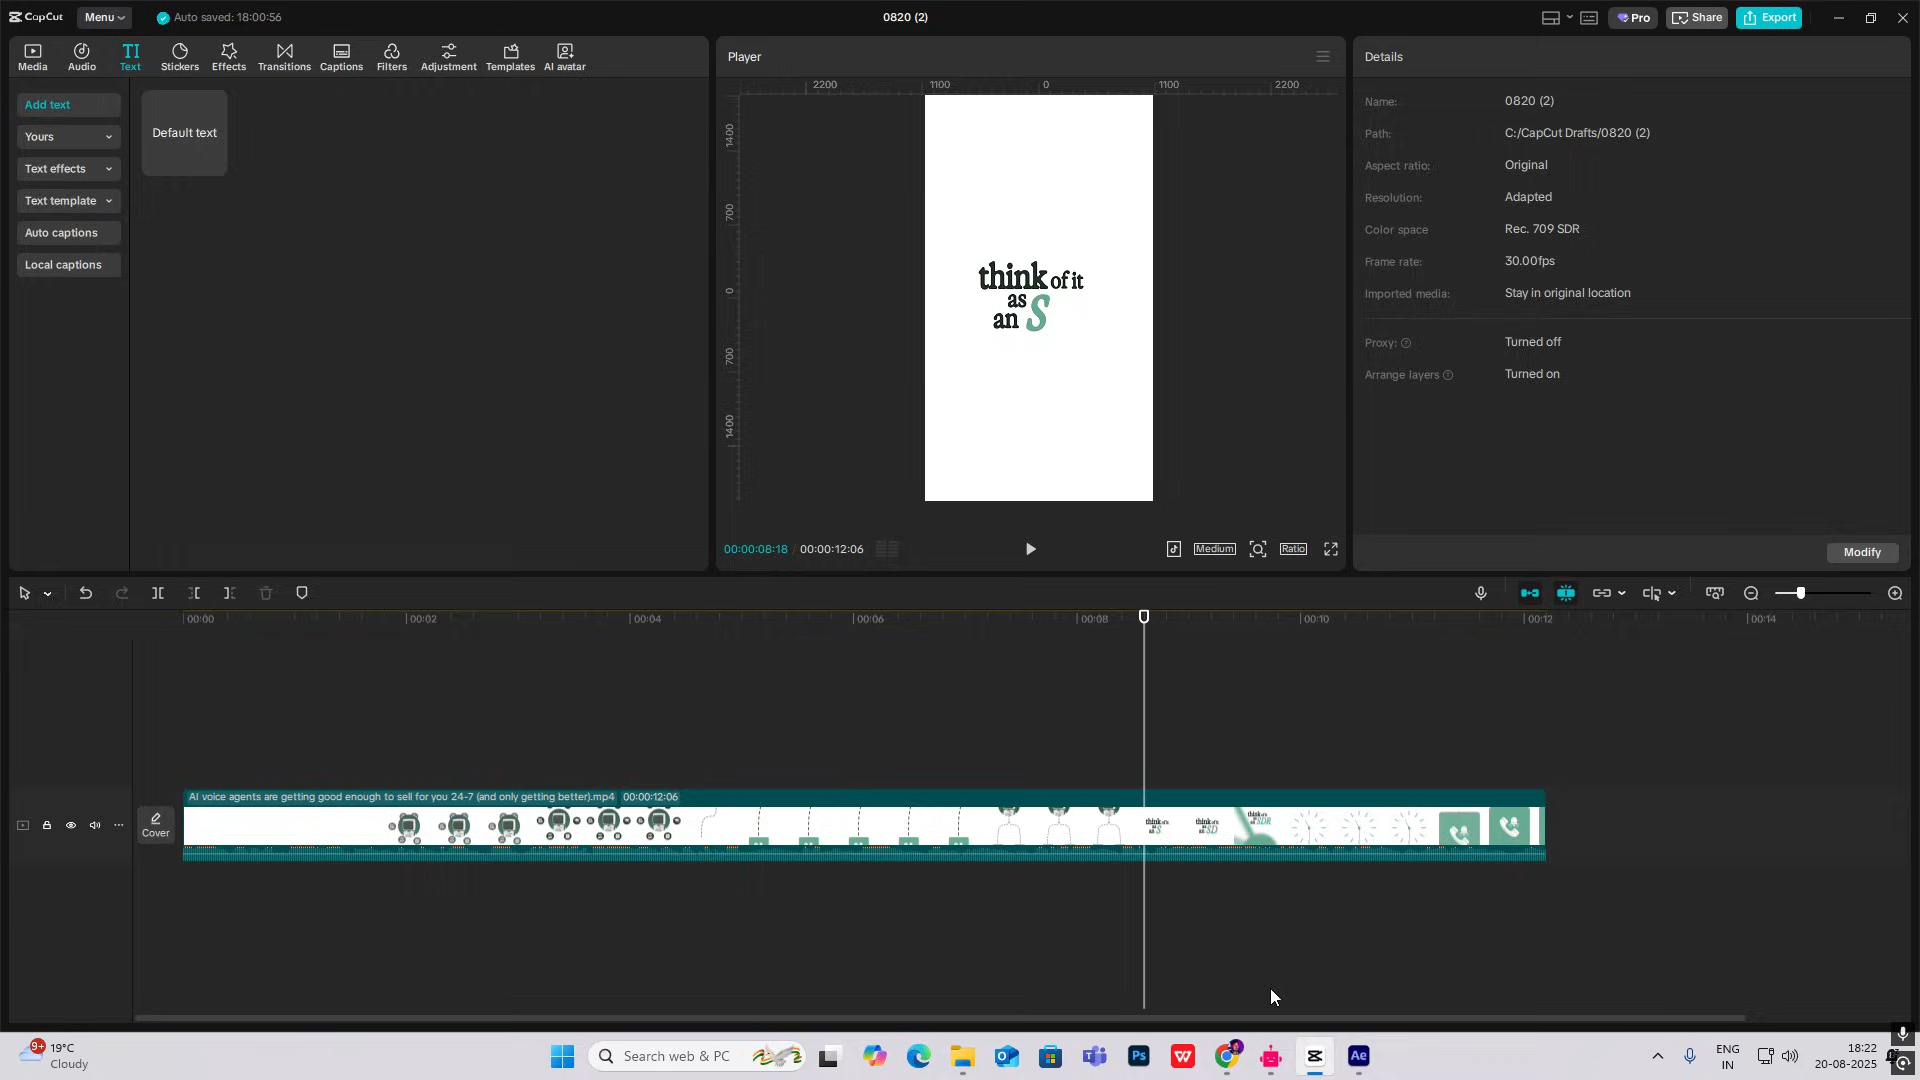 CapCut
Menu
Auto saved: 18:00:56
0820 (2)
Pro
Share
Export
Media
Audio
TI
Text
Stickers
Effects
Transitions
Captions
Filters
Adjustment
Templates
AI avatar
Add text
Yours
Text effects
Text template
Auto captions
Local captions
Default text
Player
2200
1100
0
1100
2200
1400
700
0
700
1400
think of it
as
an S
00:00:08:18 / 00:00:12:06
Medium
Ratio
Details
Name: 0820 (2)
Path: C:/CapCut Drafts/0820 (2)
Aspect ratio: Original
Resolution: Adapted
Color space Rec. 709 SDR
Frame rate: 30.00fps
Imported media: Stay in original location
Proxy: Turned off
Arrange layers Turned on
Modify
00:00
00:02
00:04
00:06
00:08
00:10
00:12
00:14
Cover
AI voice agents are getting good enough to sell for you 24-7 (and only getting better).mp4 00:00:12:06
9+
19°C
Cloudy
Search web & PC
Ps
W
Ae
ENG
IN
18:22
20-08-2025